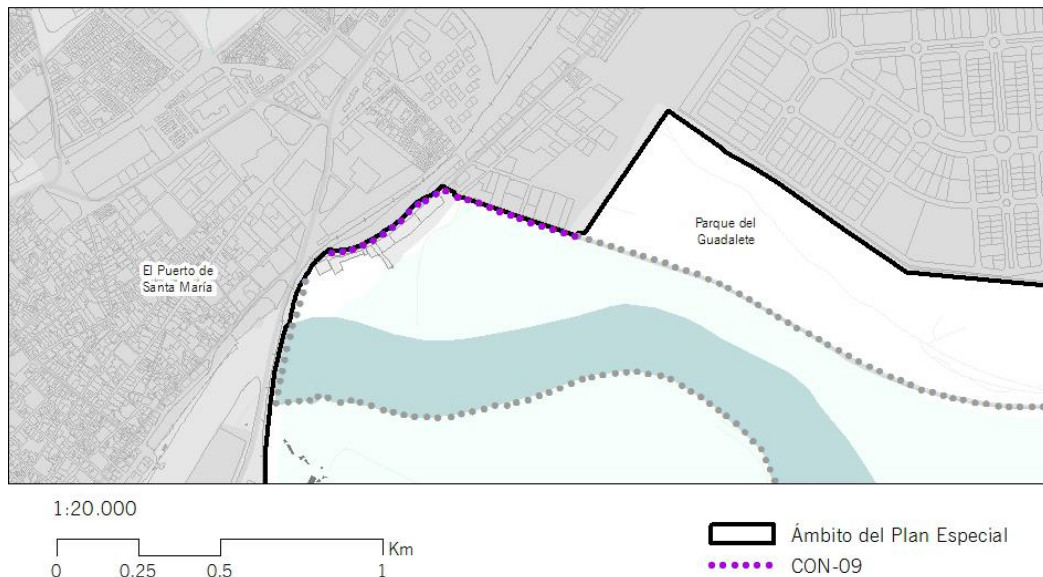 Parque del
Guadalete
El Puerto de
Santa María
1:20.000
Km
0 0.25 0.5 1
Ámbito del Plan Especial
CON-09